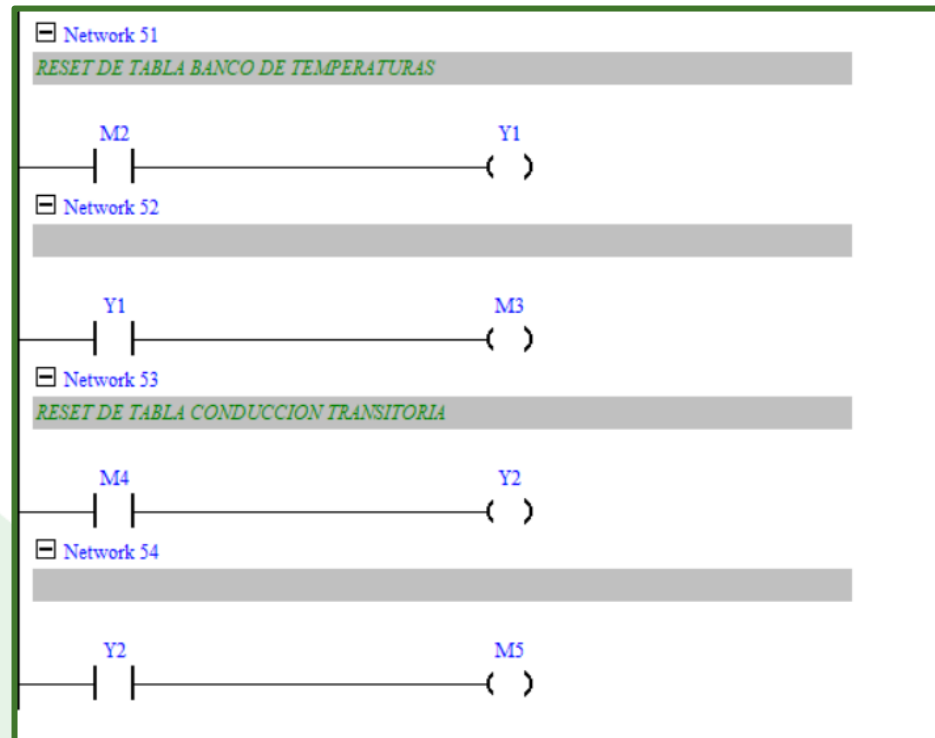 Network 51
RESET DE TABLA BANCO DE TEMPERATURAS
M2 Y1
Network 52
Y1 M3
Network 53
RESET DE TABLA CONDUCCION TRANSITORIA
M4 Y2
Network 54
Y2 M5